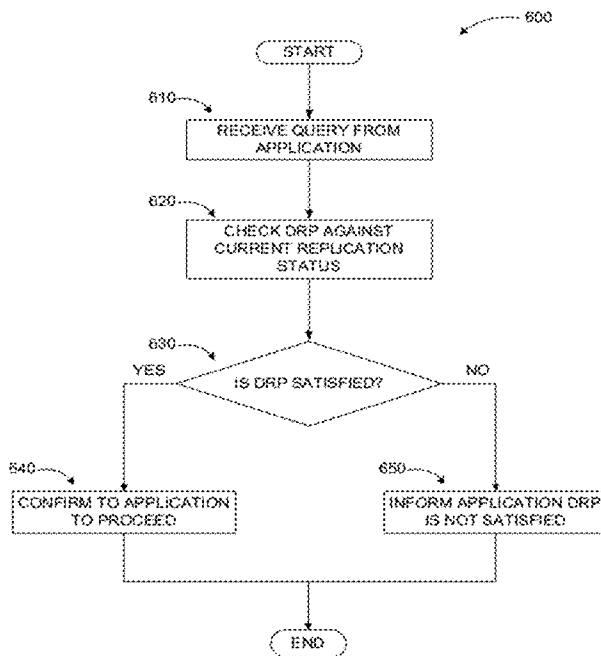 600
START
610
RECEIVE QUERY FROM
APPLICATION
620
CHECK DRP AGAINST
CURRENT REPLICATION
STATUS
630
YES
IS DRP SATISFIED?
NO
640
CONFIRM TO APPLICATION
TO PROCEED
650
INFORM APPLICATION DRP
IS NOT SATISFIED
END